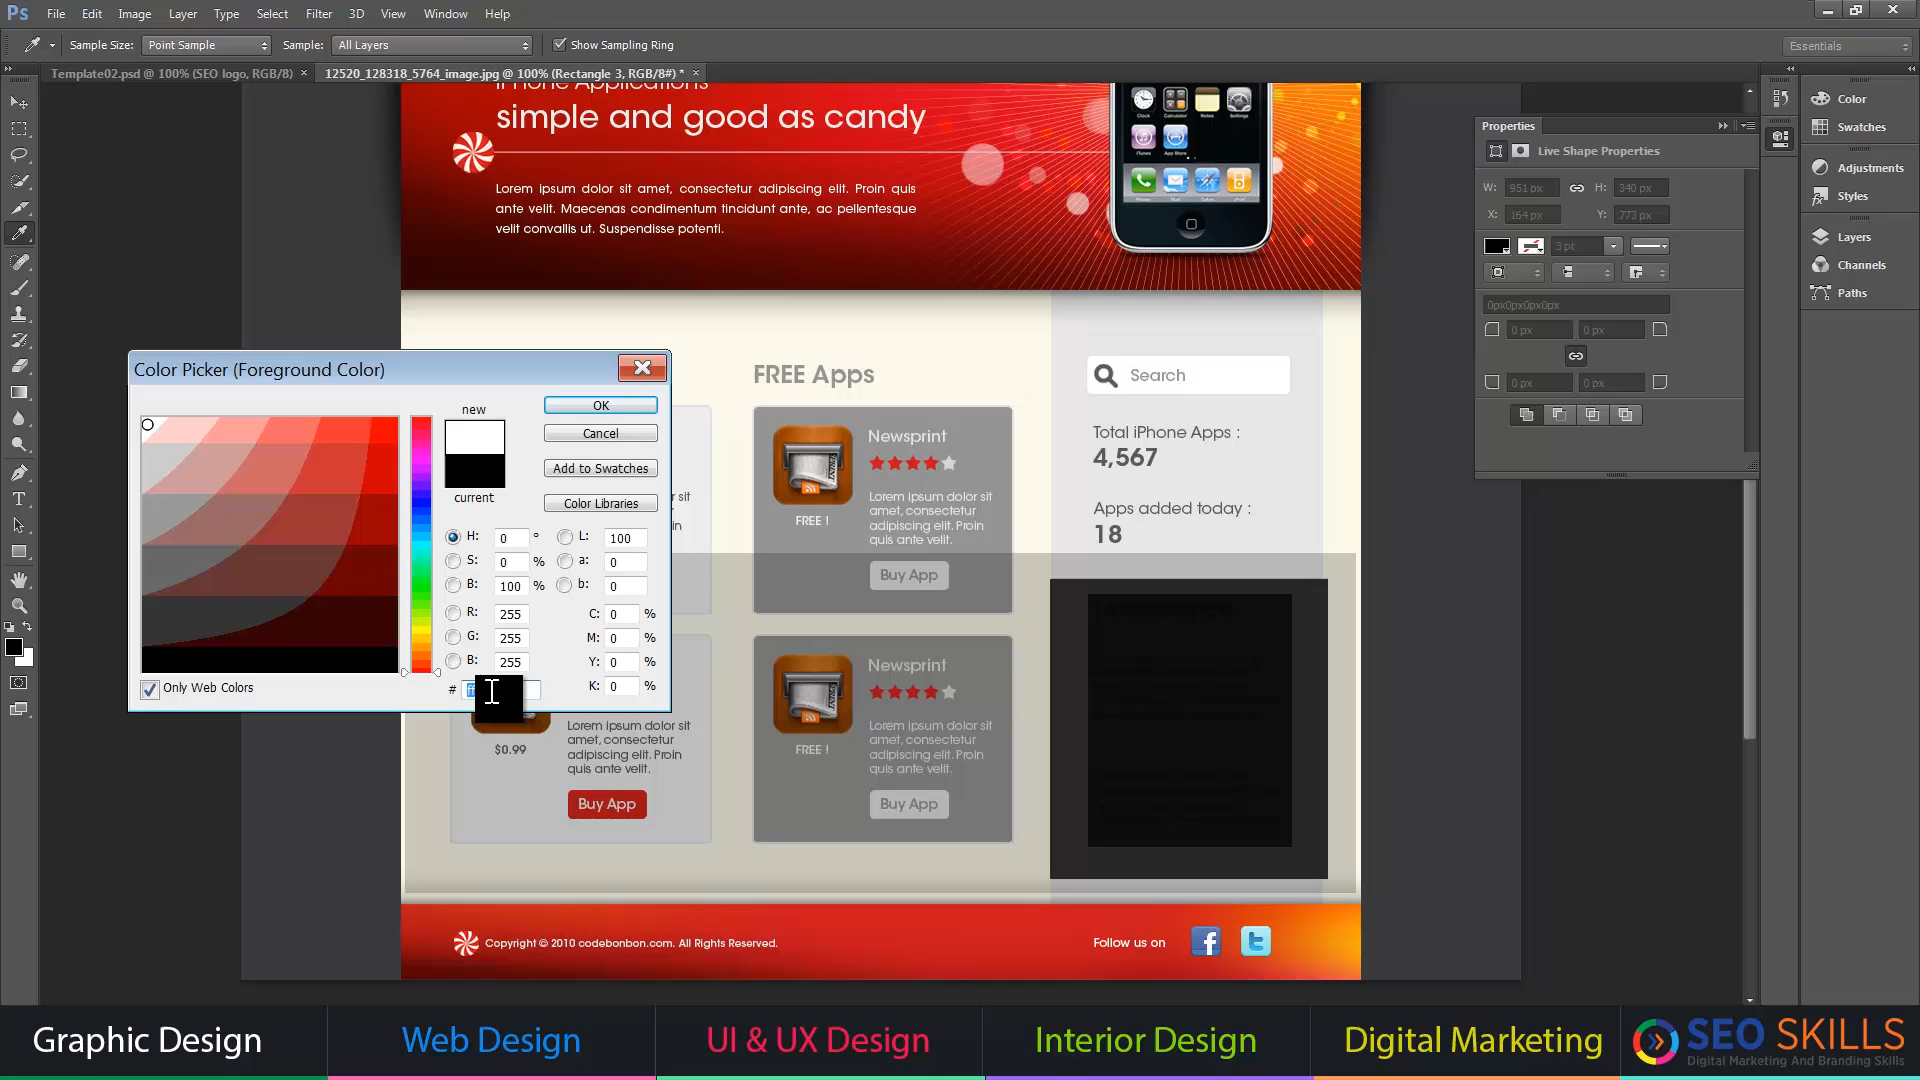 Ps File Edit Image Layer Type Select Filter 3D View Window Help
Sample Size: Point Sample Sample: All Layers Show Sampling Ring Essentials
Template02.psd @ 100% (SEO logo, RGB/8) × 12520_128318_5764_image.jpg @ 100% (Rectangle 3, RGB/8#) * ×
iPhone Applications
simple and good as candy
Lorem ipsum dolor sit amet, consectetur adipiscing elit. Proin quis
ante velit. Maecenas condimentum tincidunt ante, ac pellentesque
velit convallis ut. Suspendisse potenti.
Clock Calculator Notes Settings
iTunes App Store
Properties
Live Shape Properties
W: 951 px H: 340 px
X: 164 px Y: 773 px
3 pt
0px0px0px0px
0 px 0 px
0 px 0 px
Color
Swatches
Adjustments
Styles
Layers
Channels
Paths
Color Picker (Foreground Color)
new
current
OK
Cancel
Add to Swatches
Color Libraries
H: 0 ° L: 100
S: 0 % a: 0
B: 100 % b: 0
R: 255 C: 0 %
G: 255 M: 0 %
B: 255 Y: 0 %
# K: 0 %
Only Web Colors
FREE Apps
Newsprint
Lorem ipsum dolor sit
amet, consectetur
adipiscing elit. Proin
quis ante velit.
FREE !
Buy App
Search
Total iPhone Apps :
4,567
Apps added today :
18
Lorem ipsum dolor sit
amet, consectetur
adipiscing elit. Proin
quis ante velit.
$0.99
Buy App
Newsprint
Lorem ipsum dolor sit
amet, consectetur
adipiscing elit. Proin
quis ante velit.
FREE !
Buy App
Copyright © 2010 codebonbon.com. All Rights Reserved.
Follow us on
Graphic Design
Web Design
UI & UX Design
Interior Design
Digital Marketing
SEO SKILLS
Digital Marketing And Branding Skills